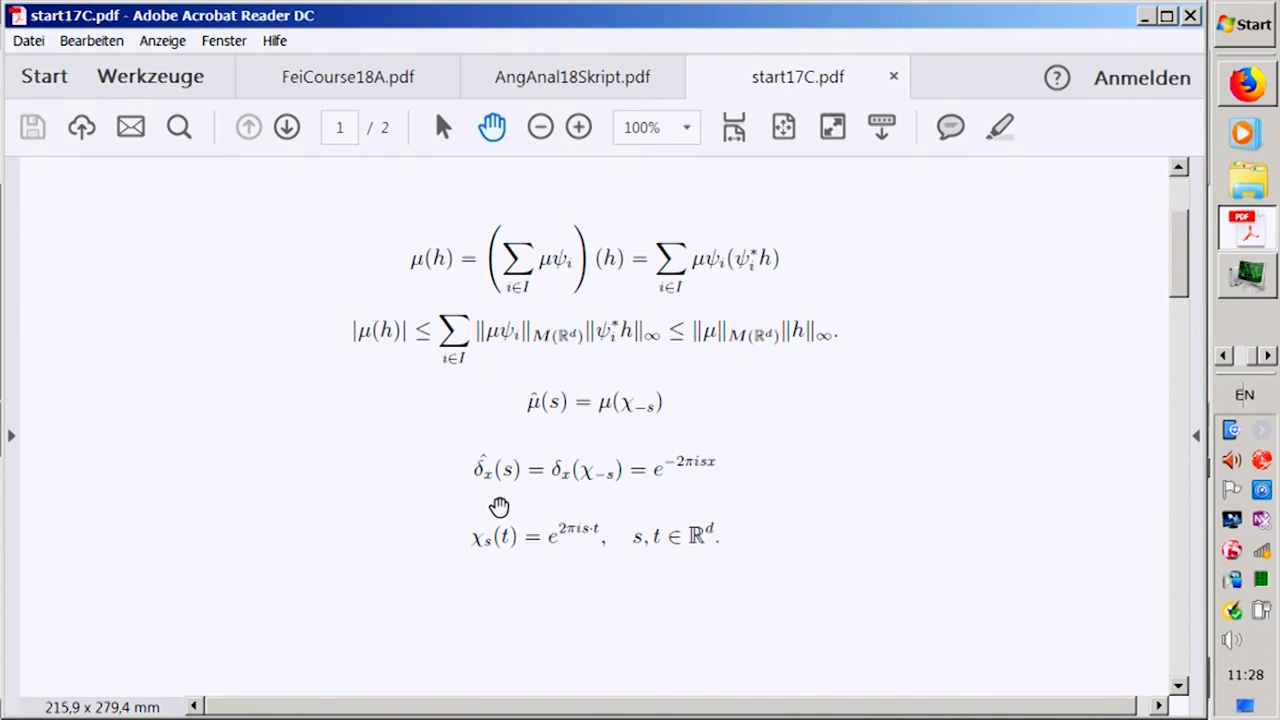 start17C.pdf - Adobe Acrobat Reader DC
Datei Bearbeiten Anzeige Fenster Hilfe
Start Werkzeuge FeiCourse18A.pdf AngAnal18Skript.pdf start17C.pdf × ? Anmelden
1 / 2 100%
μ(h) = (∑_{i∈I} μψ_i) (h) = ∑_{i∈I} μψ_i(ψ_i^* h)
|μ(h)| ≤ ∑_{i∈I} ‖μψ_i‖_{M(ℝ^d)} ‖ψ_i^* h‖_∞ ≤ ‖μ‖_{M(ℝ^d)} ‖h‖_∞.
μ̂(s) = μ(χ_{−s})
δ̂_x(s) = δ_x(χ_{−s}) = e^{−2πisx}
χ_s(t) = e^{2πis·t}, s, t ∈ ℝ^d.
215,9 x 279,4 mm
Start
PDF
EN
11:28